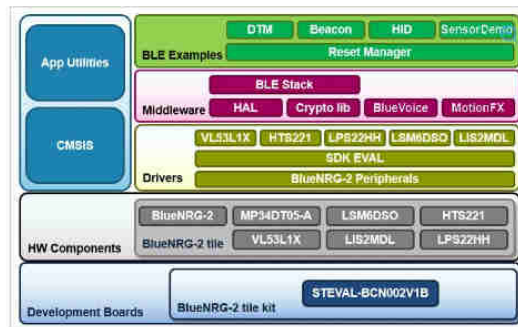 DTM Beacon HID SensorDemo
App Utilities
BLE Examples Reset Manager
BLE Stack
Middleware HAL Crypto lib BlueVoice MotionFX
CMSIS
VL53L1X HTS221 LPS22HH LSM6DSO LIS2MDL
SDK EVAL
Drivers BlueNRG-2 Peripherals
BlueNRG-2 MP34DT05-A LSM6DSO HTS221
HW Components BlueNRG-2 tile VL53L1X LIS2MDL LPS22HH
STEVAL-BCN002V1B
Development Boards BlueNRG-2 tile kit